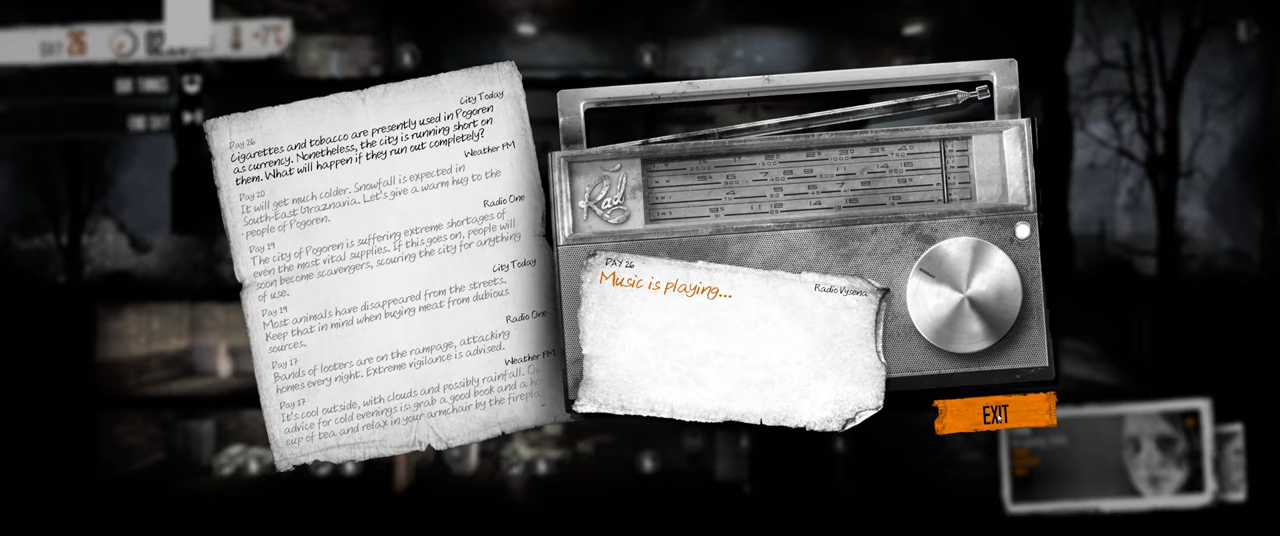 DAY 26
-7°C
City Today
Day 26
Cigarettes and tobacco are presently used in Pogoren
as currency. Nonetheless, the city is running short on
them. What will happen if they run out completely?
Weather FM
Day 20
It will get much colder. Snowfall is expected in
South-East Graznavia. Let's give a warm hug to the
people of Pogoren.
Radio One
Day 19
The city of Pogoren is suffering extreme shortages of
even the most vital supplies. If this goes on, people will
soon become scavengers, scouring the city for anything
of use.
City Today
Day 19
Most animals have disappeared from the streets.
Keep that in mind when buying meat from dubious
sources.
Radio One
Day 17
Bands of looters are on the rampage, attacking
homes every night. Extreme vigilance is advised.
Weather FM
Day 17
It's cool outside, with clouds and possibly rainfall. Our
advice for cold evenings is: grab a good book and a
cup of tea and relax in your armchair by the
Rad
DAY 26
Music is playing...
Radio Vysena
EXIT